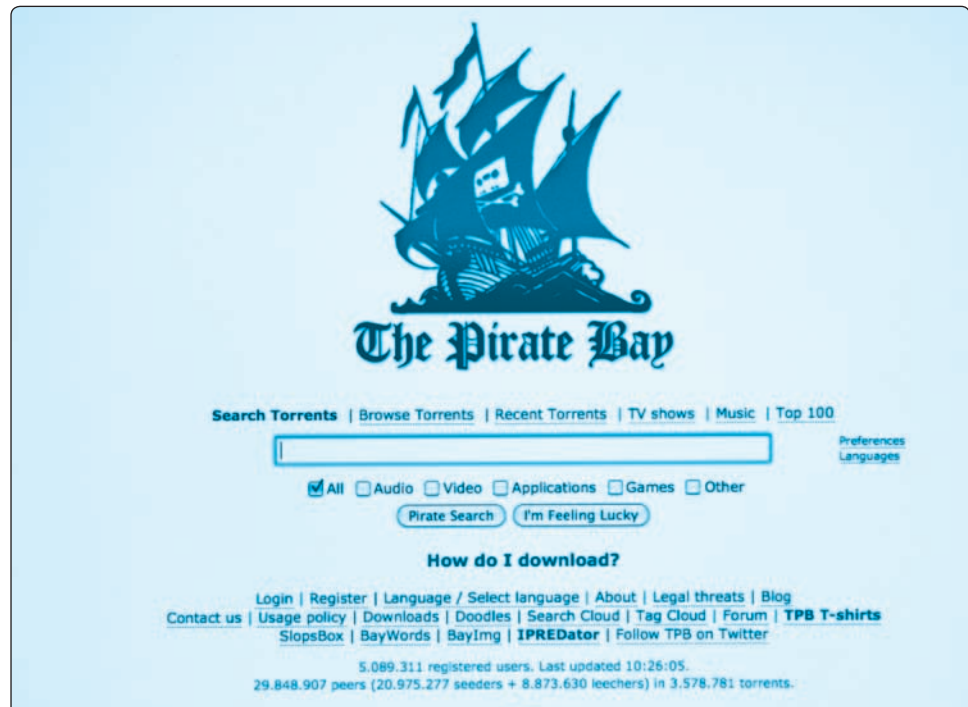 The Pirate Bay
Search Torrents | Browse Torrents | Recent Torrents | TV shows | Music | Top 100
Preferences
Languages
All Audio Video Applications Games Other
Pirate Search I'm Feeling Lucky
How do I download?
Login | Register | Language / Select language | About | Legal threats | Blog
Contact us | Usage policy | Downloads | Doodles | Search Cloud | Tag Cloud | Forum | TPB T-shirts
SlopsBox | BayWords | BayImg | IPREDator | Follow TPB on Twitter
5.089.311 registered users. Last updated 10:26:05.
29.848.907 peers (20.975.277 seeders + 8.873.630 leechers) in 3.578.781 torrents.